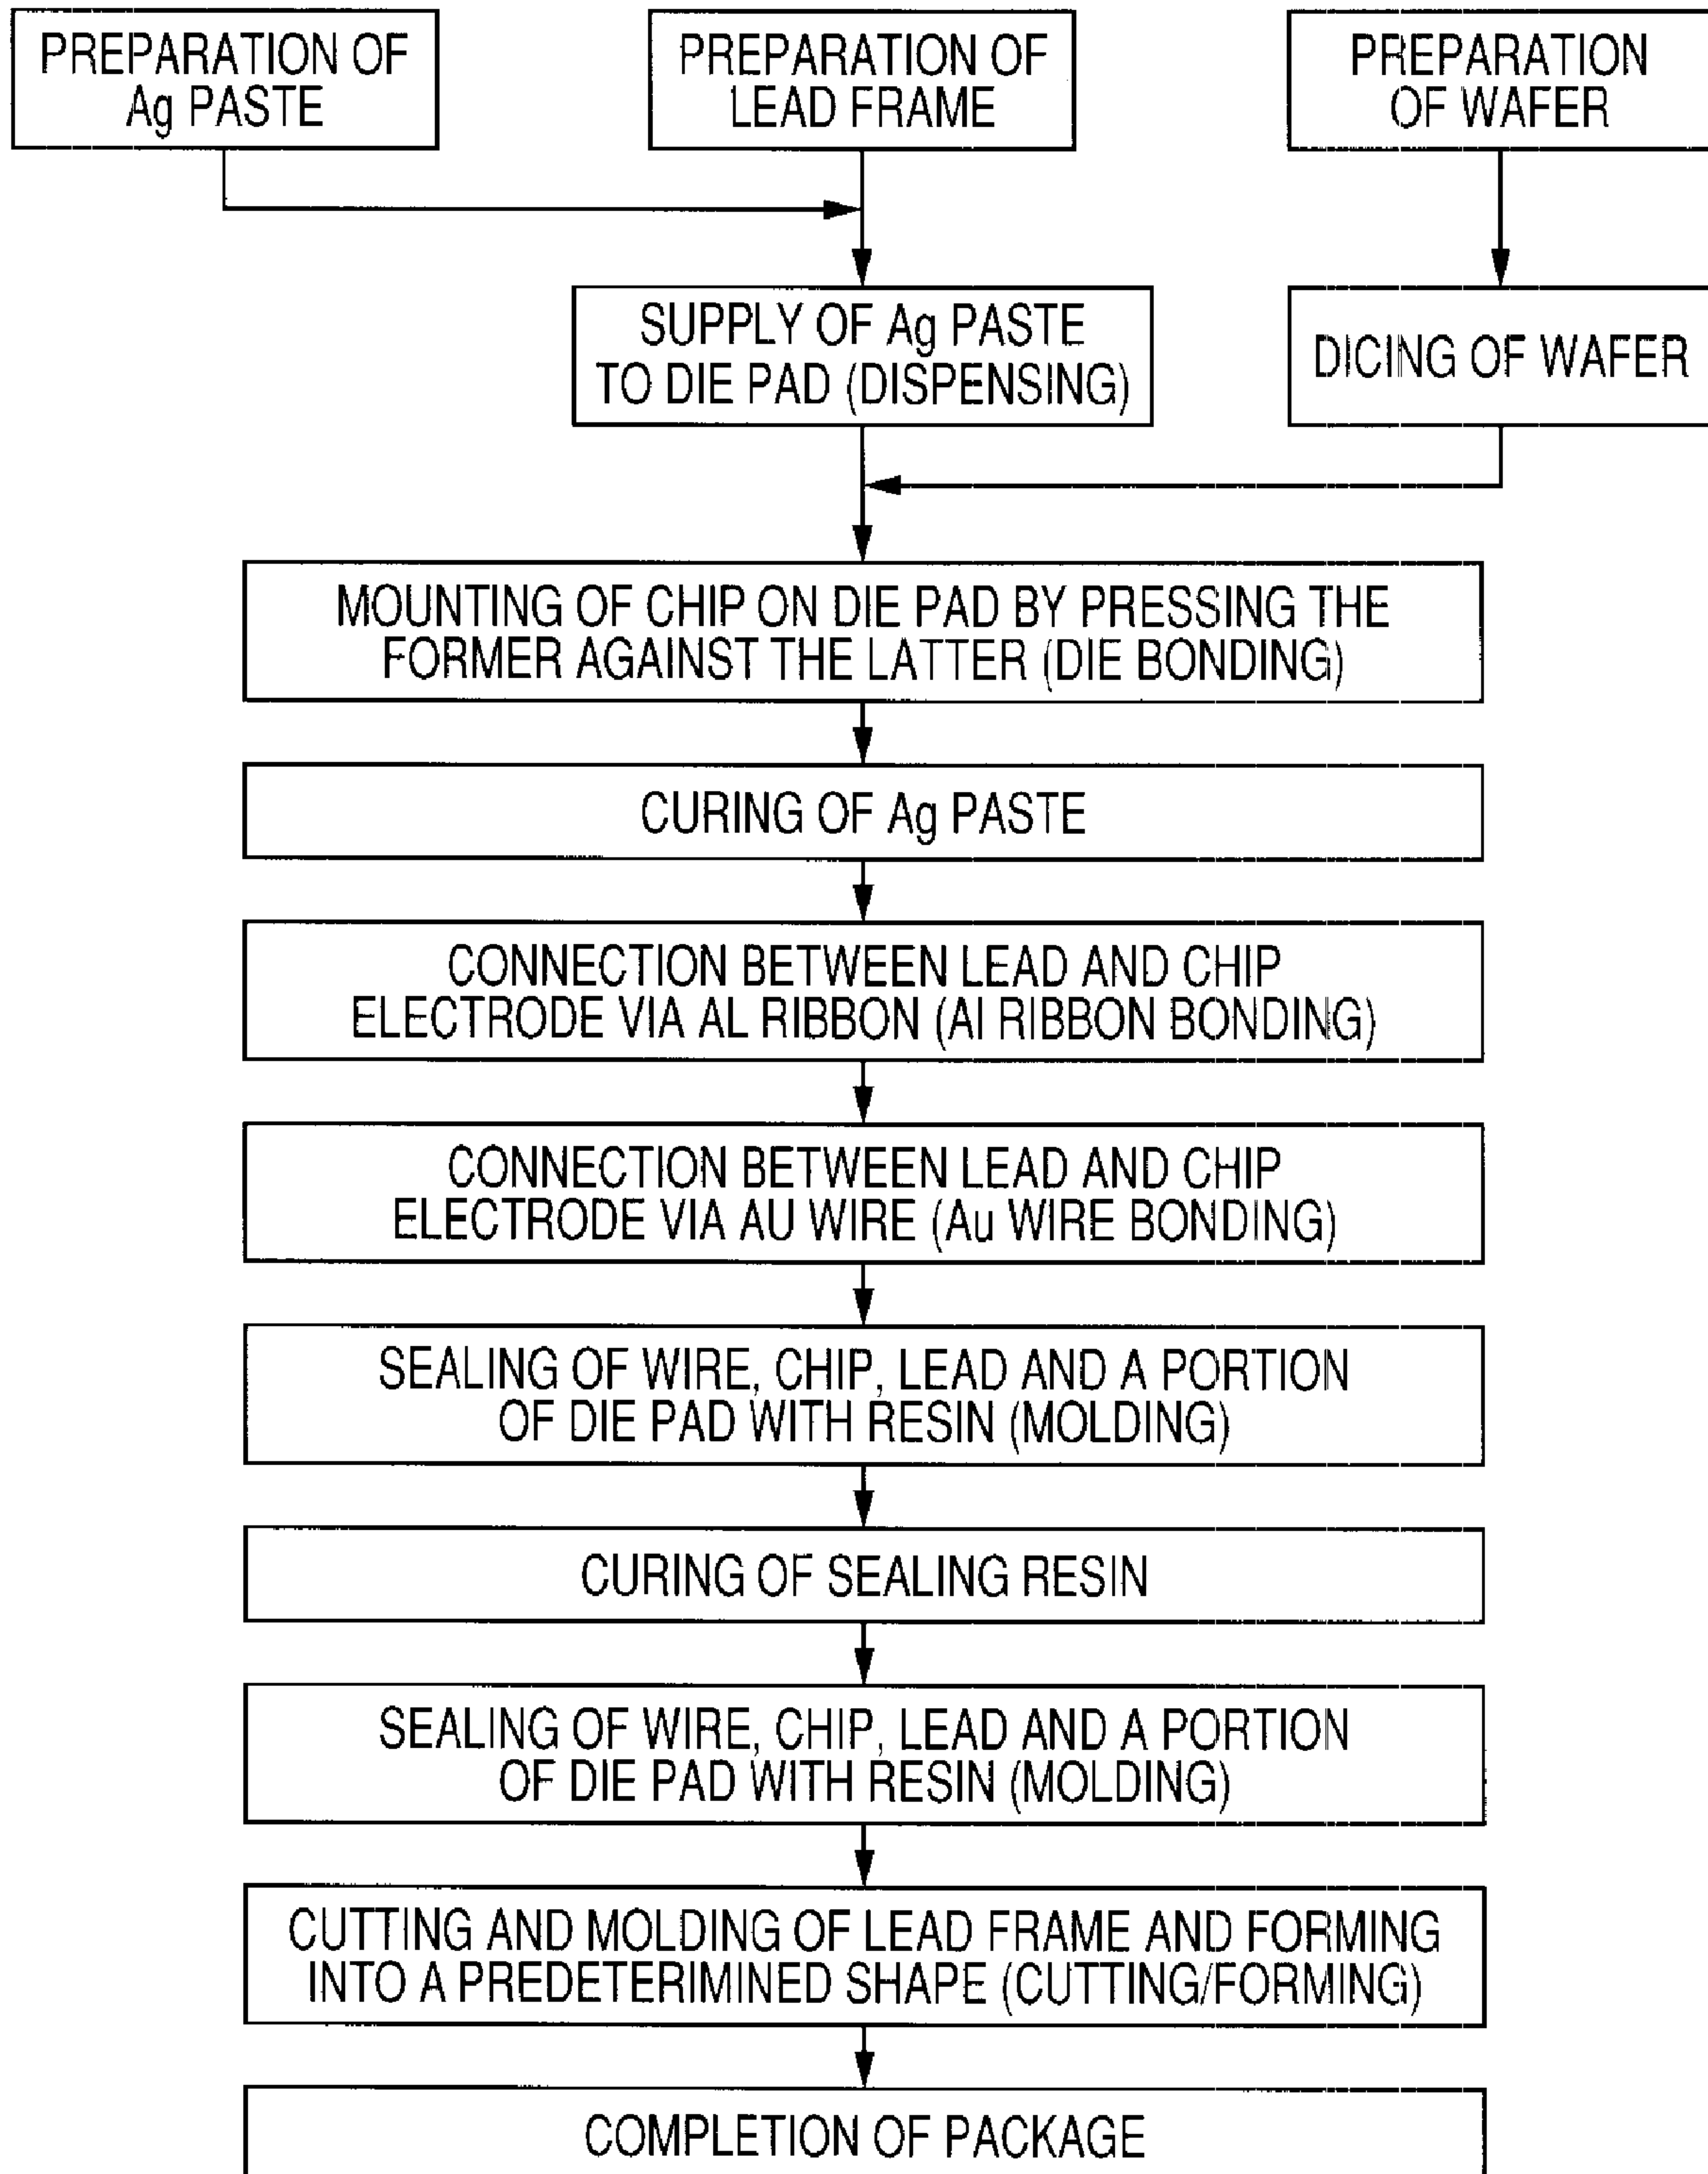 PREPARATION OF
Ag PASTE
PREPARATION OF
LEAD FRAME
PREPARATION
OF WAFER
SUPPLY OF Ag PASTE
TO DIE PAD (DISPENSING)
DICING OF WAFER
MOUNTING OF CHIP ON DIE PAD BY PRESSING THE
FORMER AGAINST THE LATTER (DIE BONDING)
CURING OF Ag PASTE
CONNECTION BETWEEN LEAD AND CHIP
ELECTRODE VIA AL RIBBON (Al RIBBON BONDING)
CONNECTION BETWEEN LEAD AND CHIP
ELECTRODE VIA AU WIRE (Au WIRE BONDING)
SEALING OF WIRE, CHIP, LEAD AND A PORTION
OF DIE PAD WITH RESIN (MOLDING)
CURING OF SEALING RESIN
SEALING OF WIRE, CHIP, LEAD AND A PORTION
OF DIE PAD WITH RESIN (MOLDING)
CUTTING AND MOLDING OF LEAD FRAME AND FORMING
INTO A PREDETERIMINED SHAPE (CUTTING/FORMING)
COMPLETION OF PACKAGE